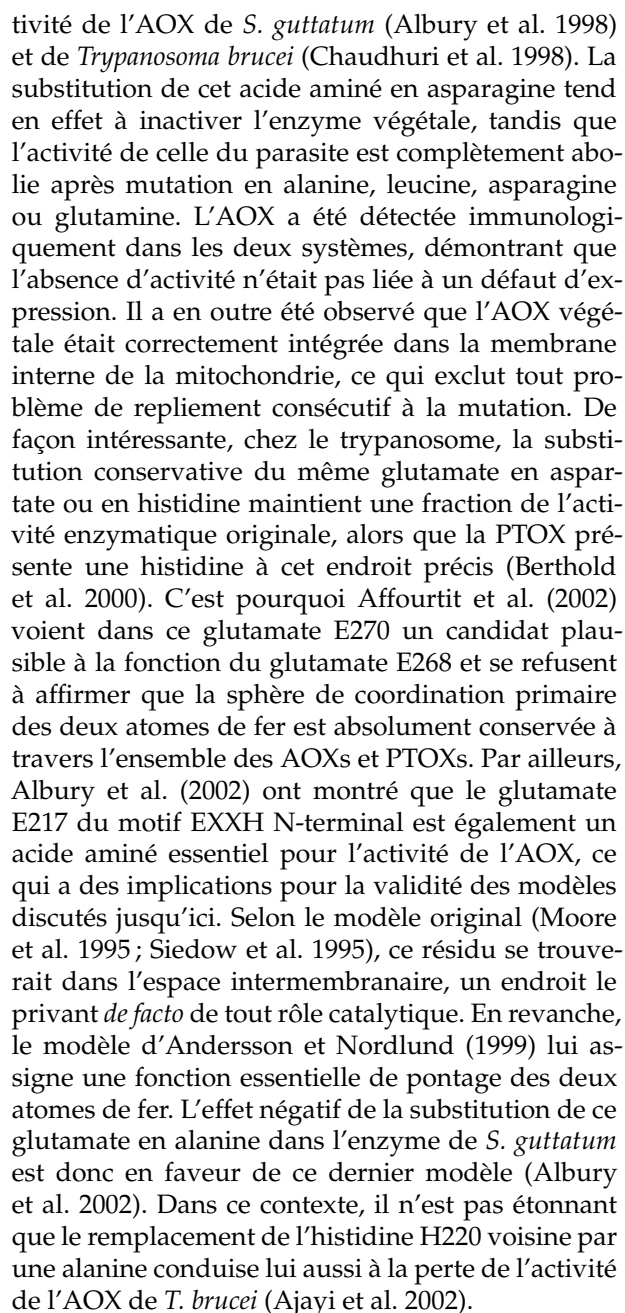 tivité de l'AOX de S. guttatum (Albury et al. 1998)
et de Trypanosoma brucei (Chaudhuri et al. 1998). La
substitution de cet acide aminé en asparagine tend
en effet à inactiver l'enzyme végétale, tandis que
l'activité de celle du parasite est complètement abo-
lie après mutation en alanine, leucine, asparagine
ou glutamine. L'AOX a été détectée immunologi-
quement dans les deux systèmes, démontrant que
l'absence d'activité n'était pas liée à un défaut d'ex-
pression. Il a en outre été observé que l'AOX végé-
tale était correctement intégrée dans la membrane
interne de la mitochondrie, ce qui exclut tout pro-
blème de repliement consécutif à la mutation. De
façon intéressante, chez le trypanosome, la substi-
tution conservative du même glutamate en aspar-
tate ou en histidine maintient une fraction de l'acti-
vité enzymatique originale, alors que la PTOX pré-
sente une histidine à cet endroit précis (Berthold
et al. 2000). C'est pourquoi Affourtit et al. (2002)
voient dans ce glutamate E270 un candidat plau-
sible à la fonction du glutamate E268 et se refusent
à affirmer que la sphère de coordination primaire
des deux atomes de fer est absolument conservée à
travers l'ensemble des AOXs et PTOXs. Par ailleurs,
Albury et al. (2002) ont montré que le glutamate
E217 du motif EXXH N-terminal est également un
acide aminé essentiel pour l'activité de l'AOX, ce
qui a des implications pour la validité des modèles
discutés jusqu'ici. Selon le modèle original (Moore
et al. 1995 ; Siedow et al. 1995), ce résidu se trouve-
rait dans l'espace intermembranaire, un endroit le
privant de facto de tout rôle catalytique. En revanche,
le modèle d'Andersson et Nordlund (1999) lui as-
signe une fonction essentielle de pontage des deux
atomes de fer. L'effet négatif de la substitution de ce
glutamate en alanine dans l'enzyme de S. guttatum
est donc en faveur de ce dernier modèle (Albury
et al. 2002). Dans ce contexte, il n'est pas étonnant
que le remplacement de l'histidine H220 voisine par
une alanine conduise lui aussi à la perte de l'activité
de l'AOX de T. brucei (Ajayi et al. 2002).